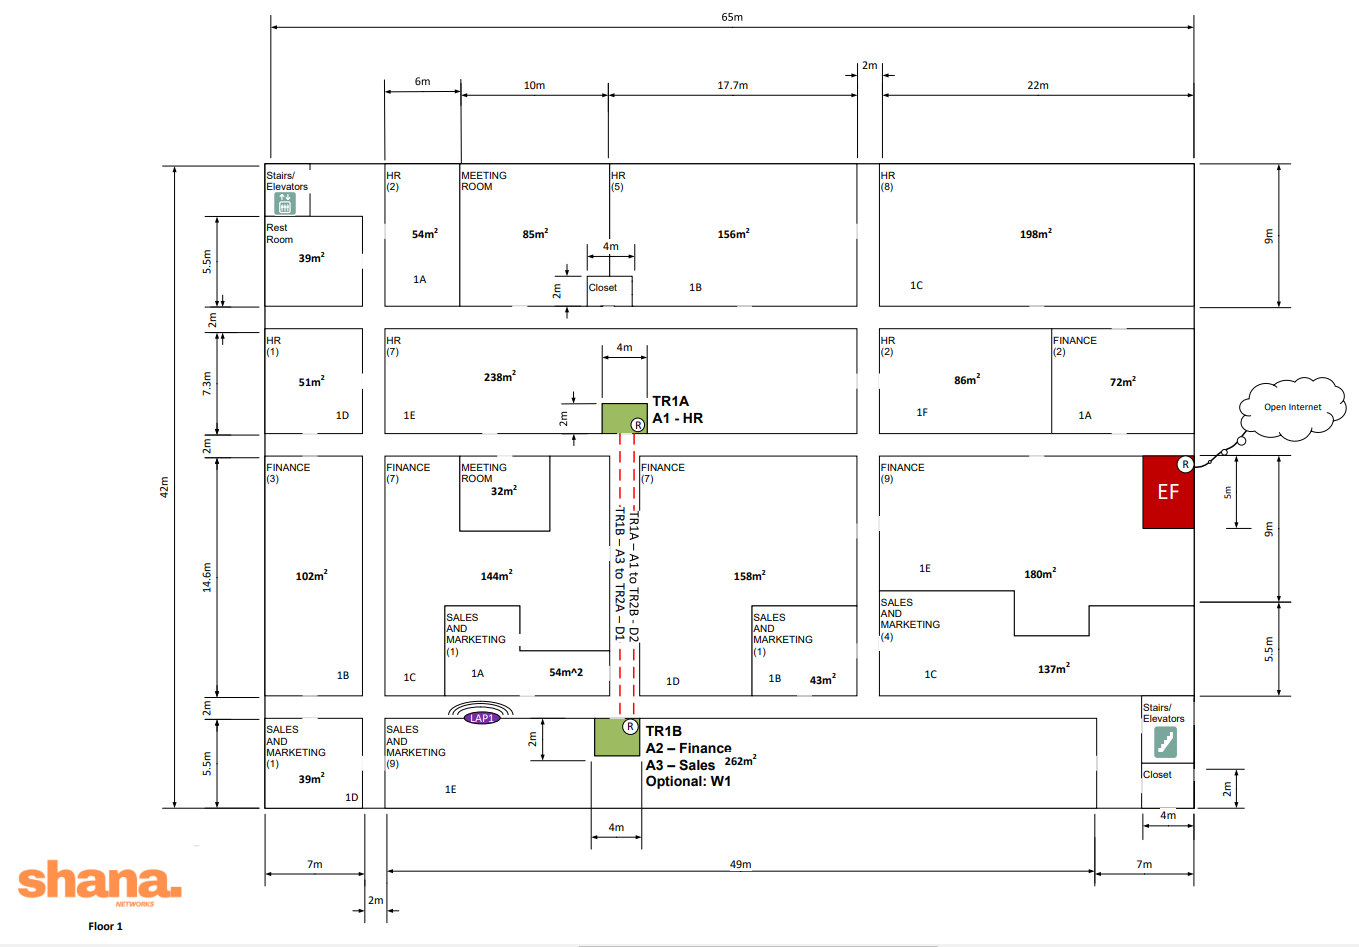 65m
2m
6m
10m
17.7m
22m
Stairs/
Elevators
HR
(2)
MEETING
ROOM
HR
(5)
HR
(8)
Rest
Room
54m²
85m²
156m²
198m²
9m
39m²
4m
5.5m
1A
2m
Closet
1B
1C
2m
HR
(1)
HR
(7)
4m
HR
(2)
FINANCE
(2)
51m²
238m²
86m²
72m²
7.3m
TR1A
A1 - HR
Open Internet
1D
1E
2m
R
1F
1A
2m
42m
FINANCE
(3)
FINANCE
(7)
MEETING
ROOM
32m²
FINANCE
(7)
FINANCE
(9)
R
EF
5m
9m
TR1B – A3 to TR2A – D1
TR1A – A1 to TR2B - D2
14.6m
102m²
144m²
158m²
1E
180m²
SALES
AND
MARKETING
(1)
SALES
AND
MARKETING
(1)
SALES
AND
MARKETING
(4)
5.5m
1B
1C
1A
54m^2
1D
1B
43m²
1C
137m²
2m
LAP1
Stairs/
Elevators
SALES
AND
MARKETING
(1)
SALES
AND
MARKETING
(9)
2m
R
TR1B
A2 – Finance
A3 – Sales
262m²
Optional: W1
5.5m
39m²
1D
1E
Closet
2m
4m
4m
7m
49m
7m
2m
shana.
NETWORKS
Floor 1